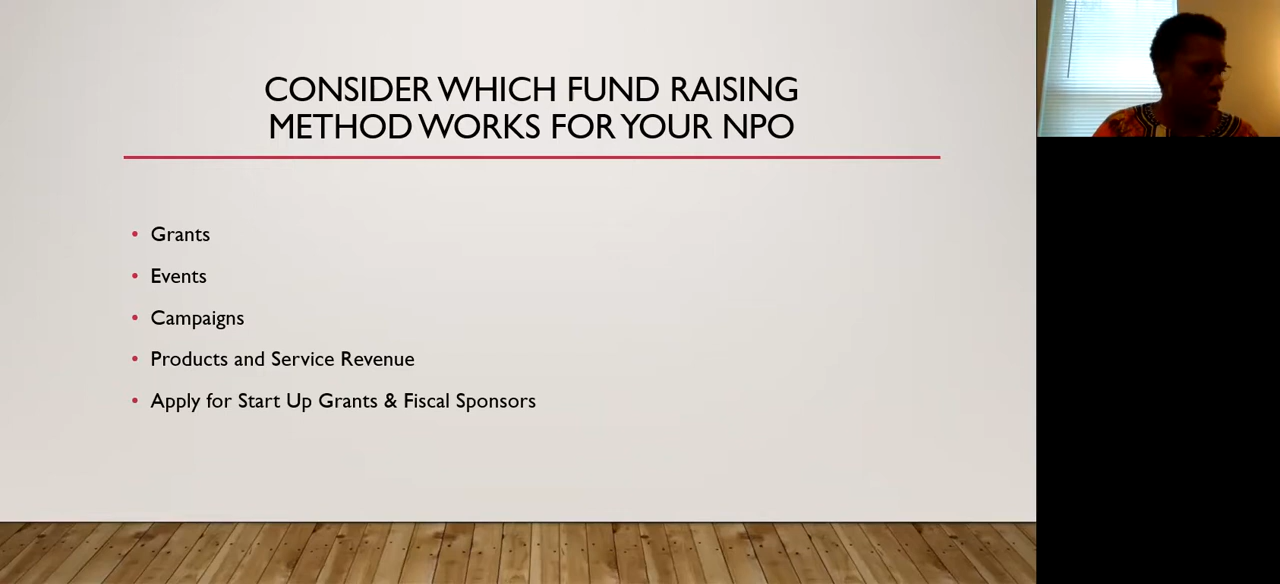 CONSIDER WHICH FUND RAISING
METHOD WORKS FOR YOUR NPO
• Grants
• Events
• Campaigns
• Products and Service Revenue
• Apply for Start Up Grants & Fiscal Sponsors